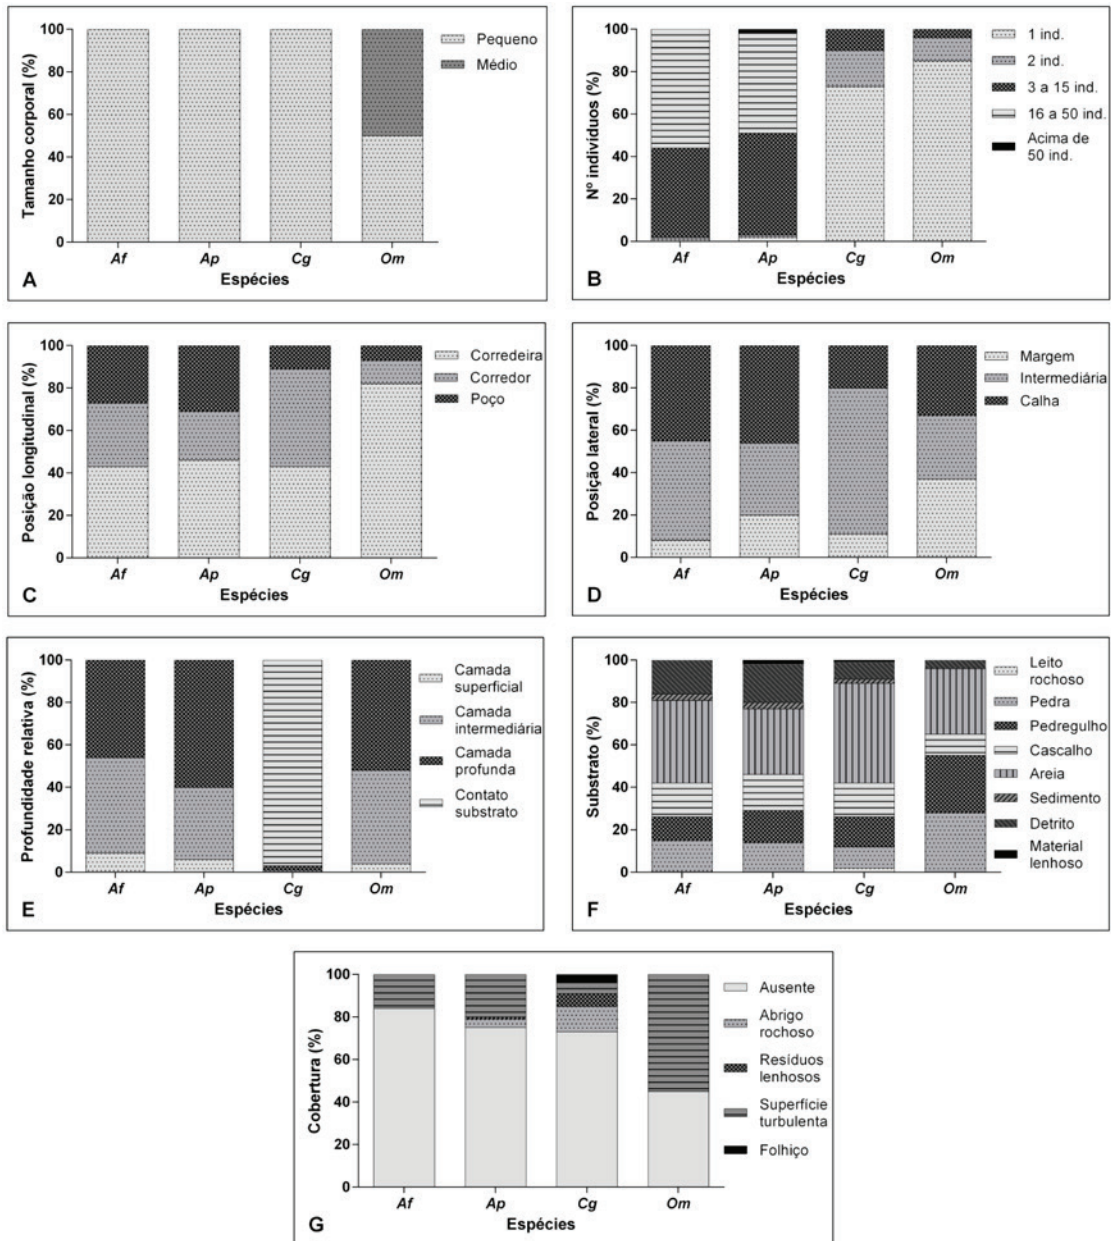 Tamanho corporal (%)
100
80
60
40
20
0
Af Ap Cg Om
Espécies
Pequeno
Médio
A
Nº indivíduos (%)
100
80
60
40
20
0
Af Ap Cg Om
Espécies
1 ind.
2 ind.
3 a 15 ind.
16 a 50 ind.
Acima de
50 ind.
B
Posição longitudinal (%)
100
80
60
40
20
0
Af Ap Cg Om
Espécies
Corredeira
Corredor
Poço
C
Posição lateral (%)
100
80
60
40
20
0
Af Ap Cg Om
Espécies
Margem
Intermediária
Calha
D
Profundidade relativa (%)
100
80
60
40
20
0
Af Ap Cg Om
Espécies
Camada
superficial
Camada
intermediária
Camada
profunda
Contato
substrato
E
Substrato (%)
100
80
60
40
20
0
Af Ap Cg Om
Espécies
Leito
rochoso
Pedra
Pedregulho
Cascalho
Areia
Sedimento
Detrito
Material
lenhoso
F
Cobertura (%)
100
80
60
40
20
0
Af Ap Cg Om
Espécies
Ausente
Abrigo
rochoso
Resíduos
lenhosos
Superfície
turbulenta
Folhiço
G